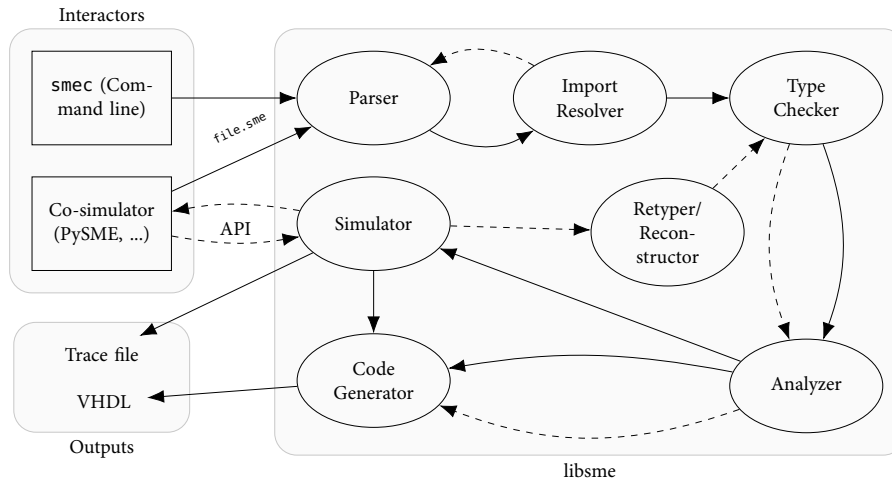 Interactors
smec (Com-
mand line)
file.sme
Co-simulator
(PySME, ...)
API
Parser
Import
Resolver
Type
Checker
Simulator
Retyper/
Recon-
structor
Trace file
VHDL
Outputs
Code
Generator
Analyzer
libsme